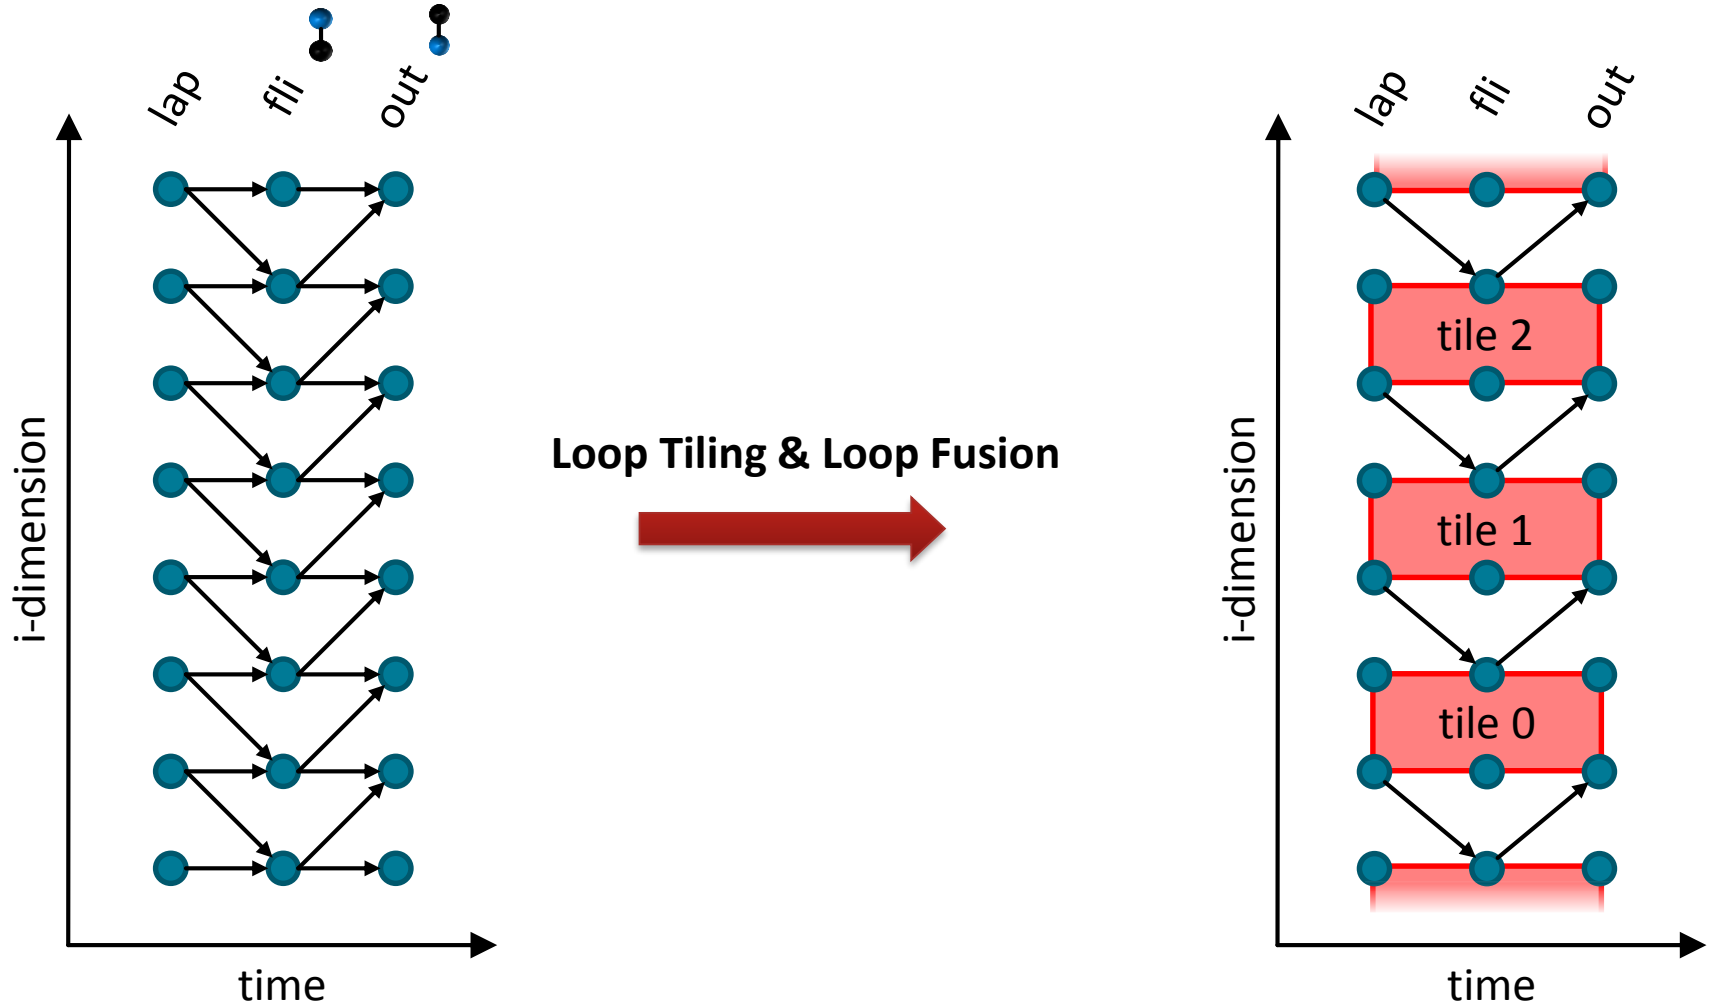 lap
fli
out
i-dimension
time
Loop Tiling & Loop Fusion
lap
fli
out
tile 2
tile 1
tile 0
i-dimension
time